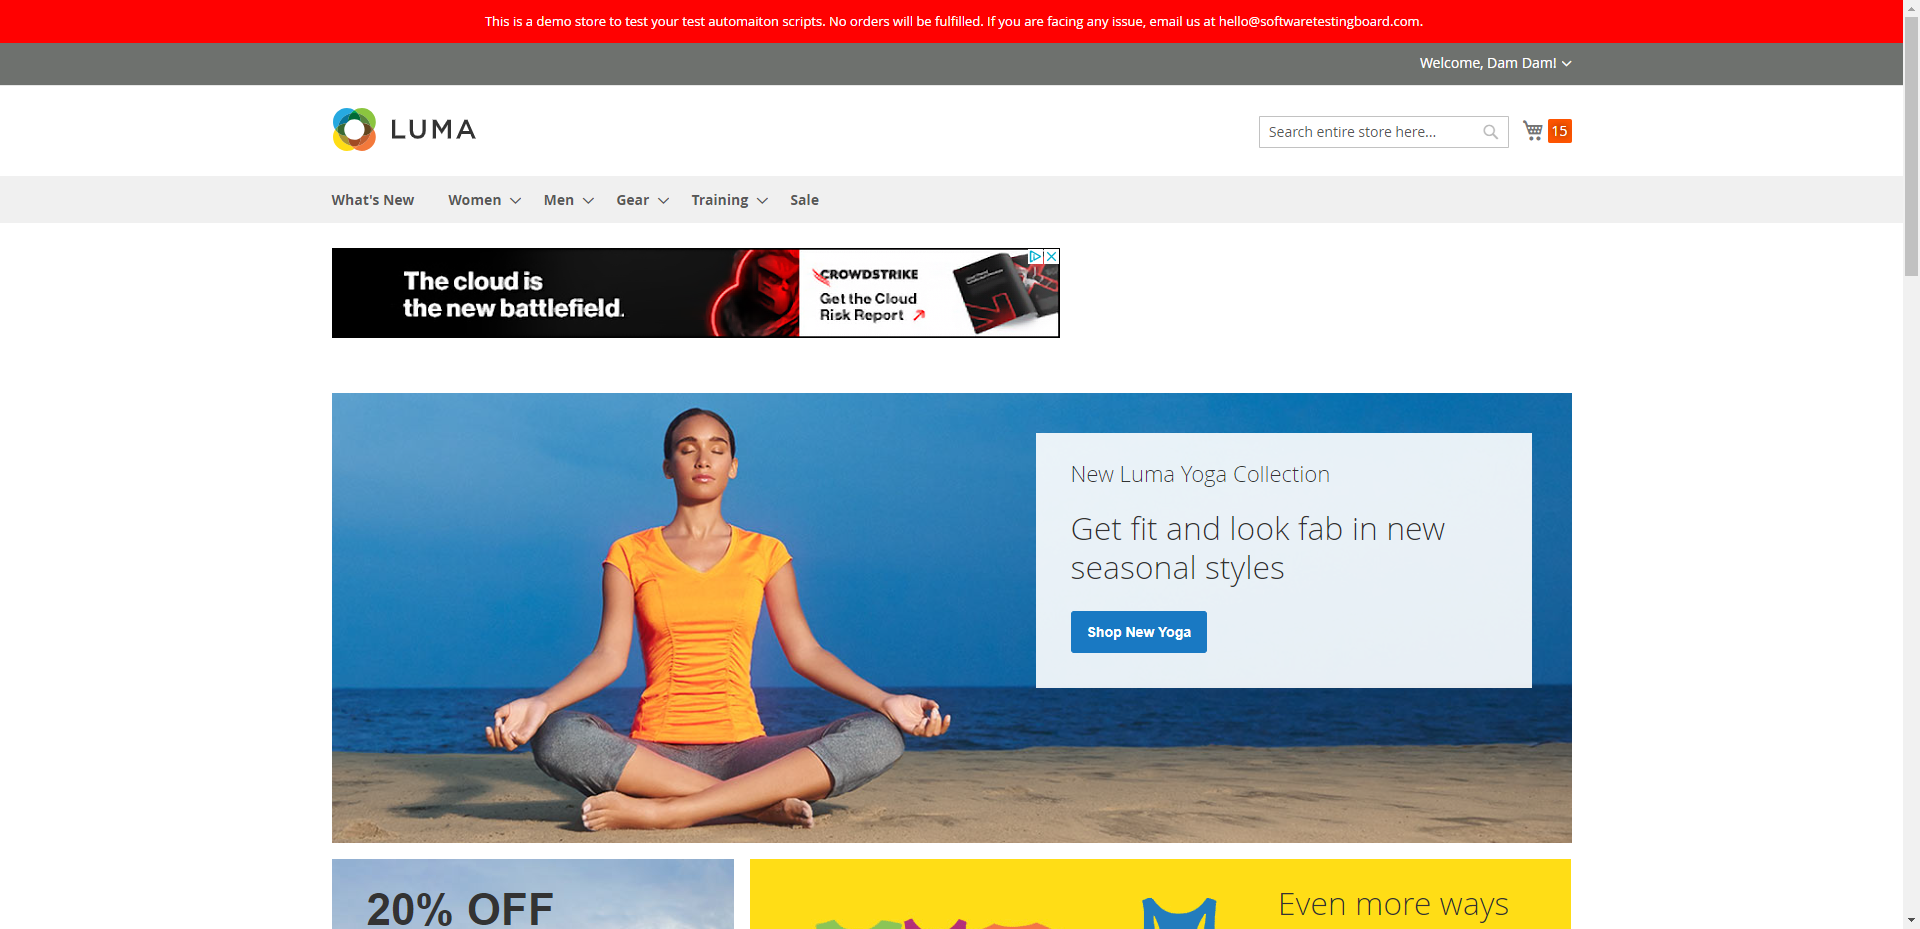 This is a demo store to test your test automaiton scripts. No orders will be fulfilled. If you are facing any issue, email us at hello@softwaretestingboard.com.
Welcome, Dam Dam!
LUMA
Search entire store here...
15
What's New
Women
Men
Gear
Training
Sale
The cloud is
the new battlefield.
CROWDSTRIKE
Get the Cloud
Risk Report
New Luma Yoga Collection
Get fit and look fab in new
seasonal styles
Shop New Yoga
20% OFF
Even more ways